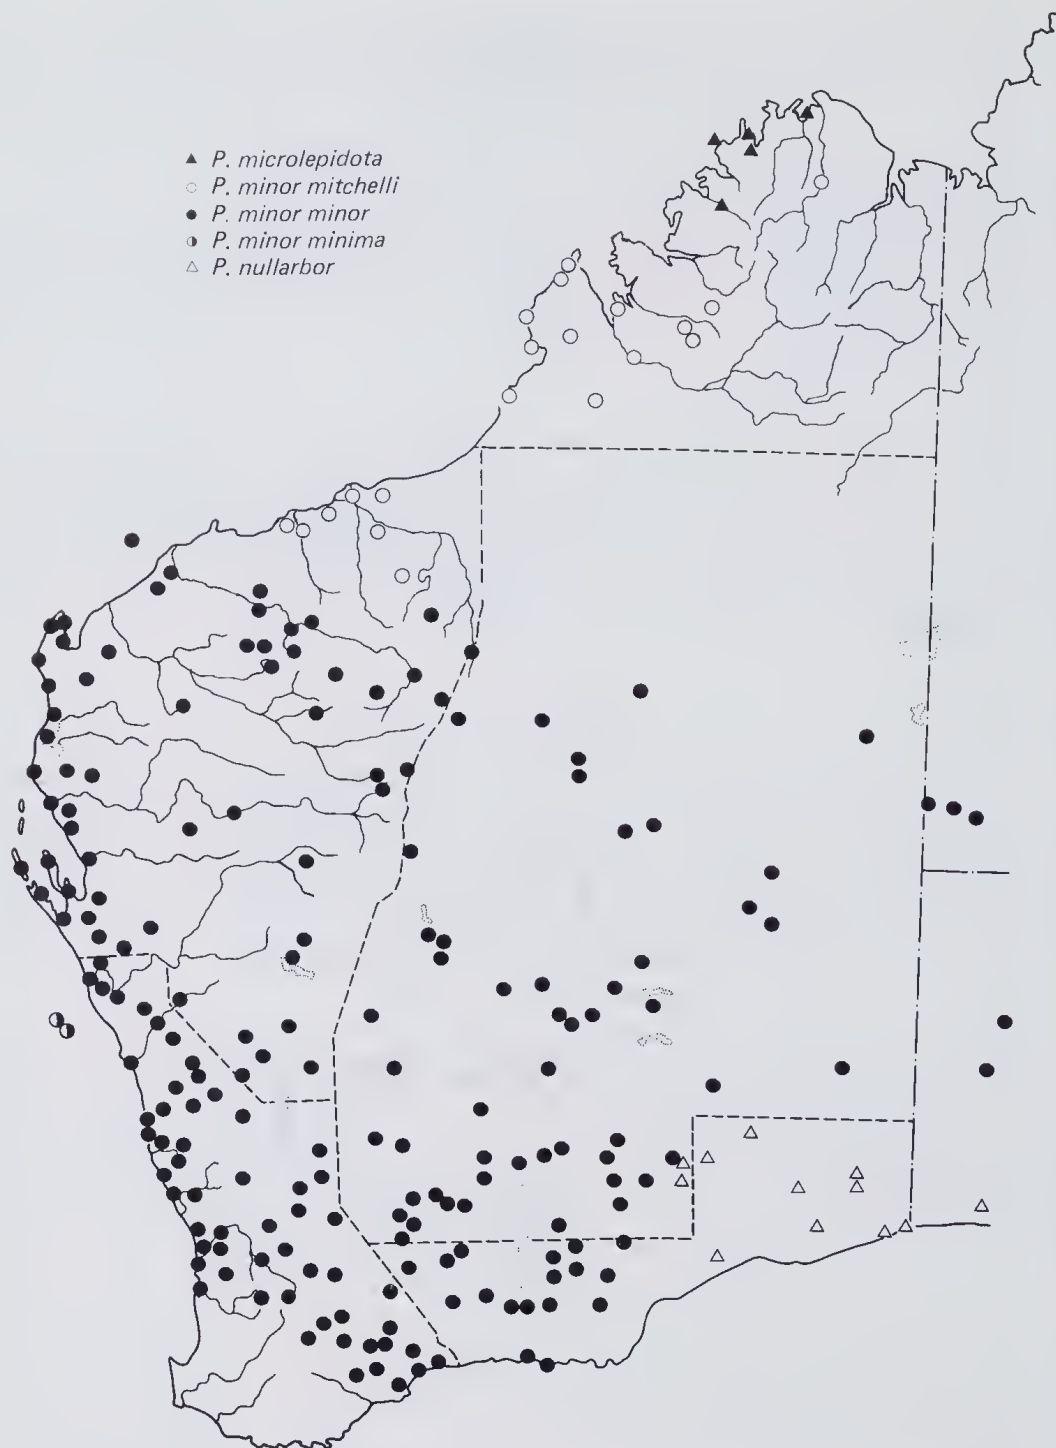 ▲ P. microlepidota
○ P. minor mitchelli
● P. minor minor
◑ P. minor minima
△ P. nullarbor